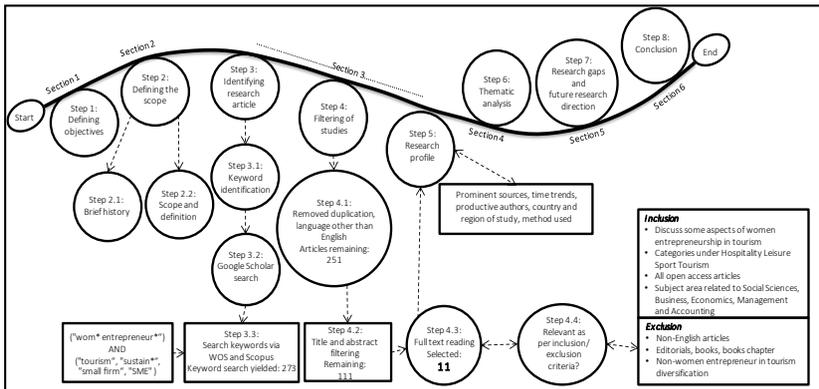 Start
Section 1
Step 1:
Defining
objectives
Section 2
Step 2:
Defining the
scope
Step 2.1:
Brief history
Step 2.2:
Scope and
definition
Step 3:
Identifying
research
article
Step 3.1:
Keyword
identification
Step 3.2:
Google Scholar
search
("wom* entrepreneur*")
AND
("tourism", "sustain*",
"small firm", "SME" )
Step 3.3:
Search keywords via
WOS and Scopus
Keyword search yielded: 273
Section 3
Step 4:
Filtering of
studies
Step 4.1:
Removed duplication,
language other than
English
Articles remaining:
251
Step 4.2:
Title and abstract
filtering
Remaining:
111
Step 4.3:
Full text reading
Selected:
11
Step 4.4:
Relevant as
per inclusion/
exclusion
criteria?
Inclusion
• Discuss some aspects of women
entrepreneurship in tourism
• Categories under Hospitality Leisure
Sport Tourism
• All open access articles
• Subject area related to Social Sciences,
Business, Economics, Management
and Accounting
Exclusion
• Non-English articles
• Editorials, books, books chapter
• Non-women entrepreneur in tourism
diversification
Step 5:
Research
profile
Prominent sources, time trends,
productive authors, country and
region of study, method used
Section 4
Step 6:
Thematic
analysis
Section 5
Step 7:
Research gaps
and
future research
direction
Section 6
Step 8:
Conclusion
End